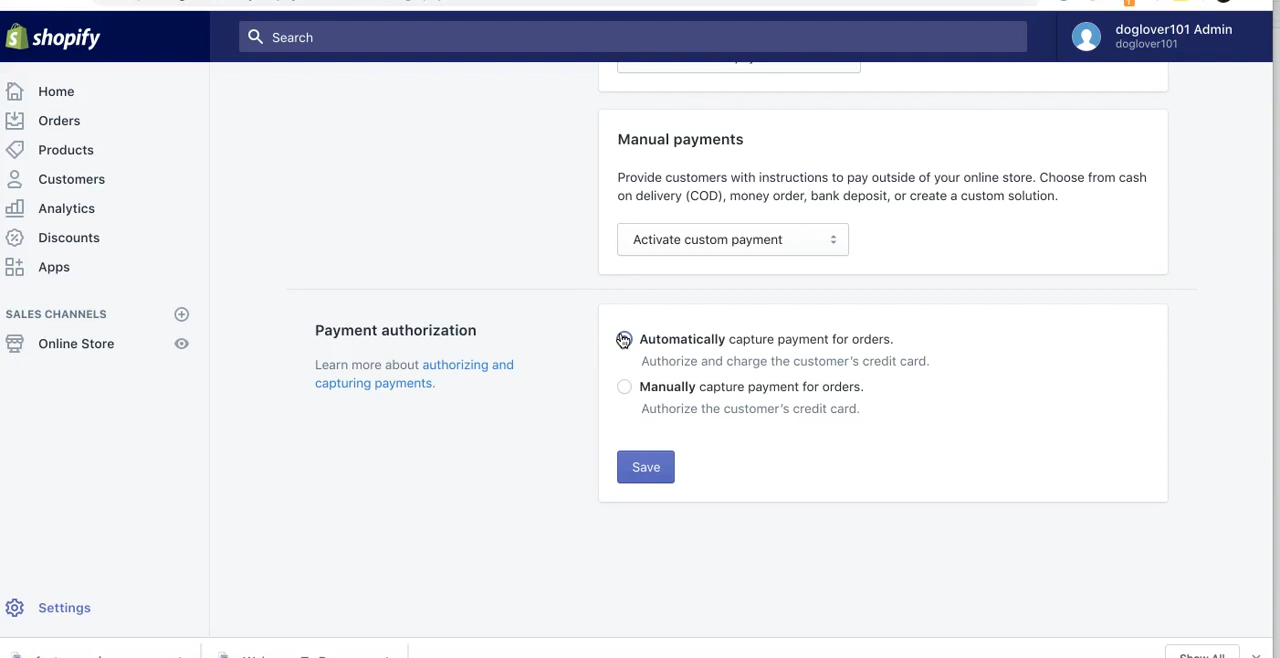 shopify
Search
doglover101 Admin
doglover101
Home
Orders
Products
Customers
Analytics
Discounts
Apps
SALES CHANNELS
Online Store
Settings
Manual payments
Provide customers with instructions to pay outside of your online store. Choose from cash
on delivery (COD), money order, bank deposit, or create a custom solution.
Activate custom payment
Payment authorization
Learn more about authorizing and
capturing payments.
Automatically capture payment for orders.
Authorize and charge the customer's credit card.
Manually capture payment for orders.
Authorize the customer's credit card.
Save
Show All